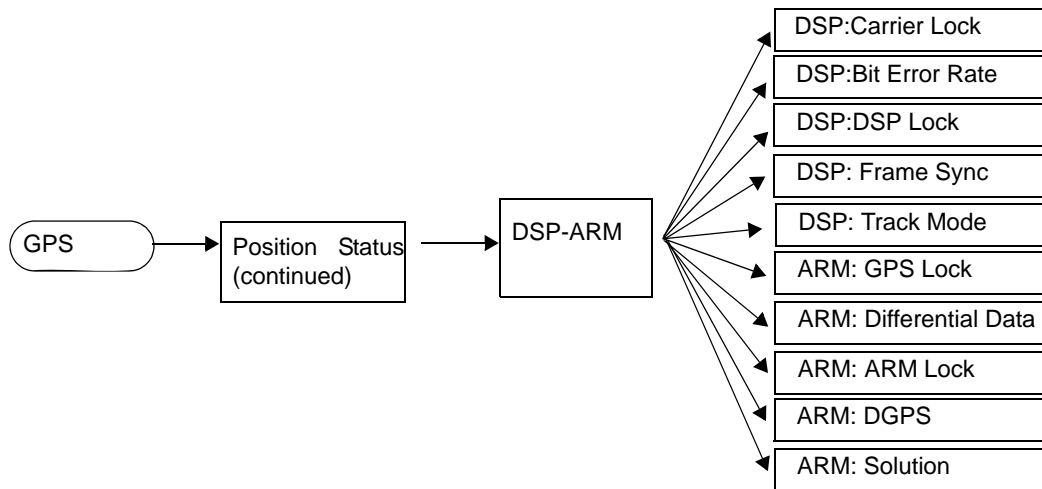 GPS
Position Status
(continued)
DSP-ARM
DSP:Carrier Lock
DSP:Bit Error Rate
DSP:DSP Lock
DSP: Frame Sync
DSP: Track Mode
ARM: GPS Lock
ARM: Differential Data
ARM: ARM Lock
ARM: DGPS
ARM: Solution